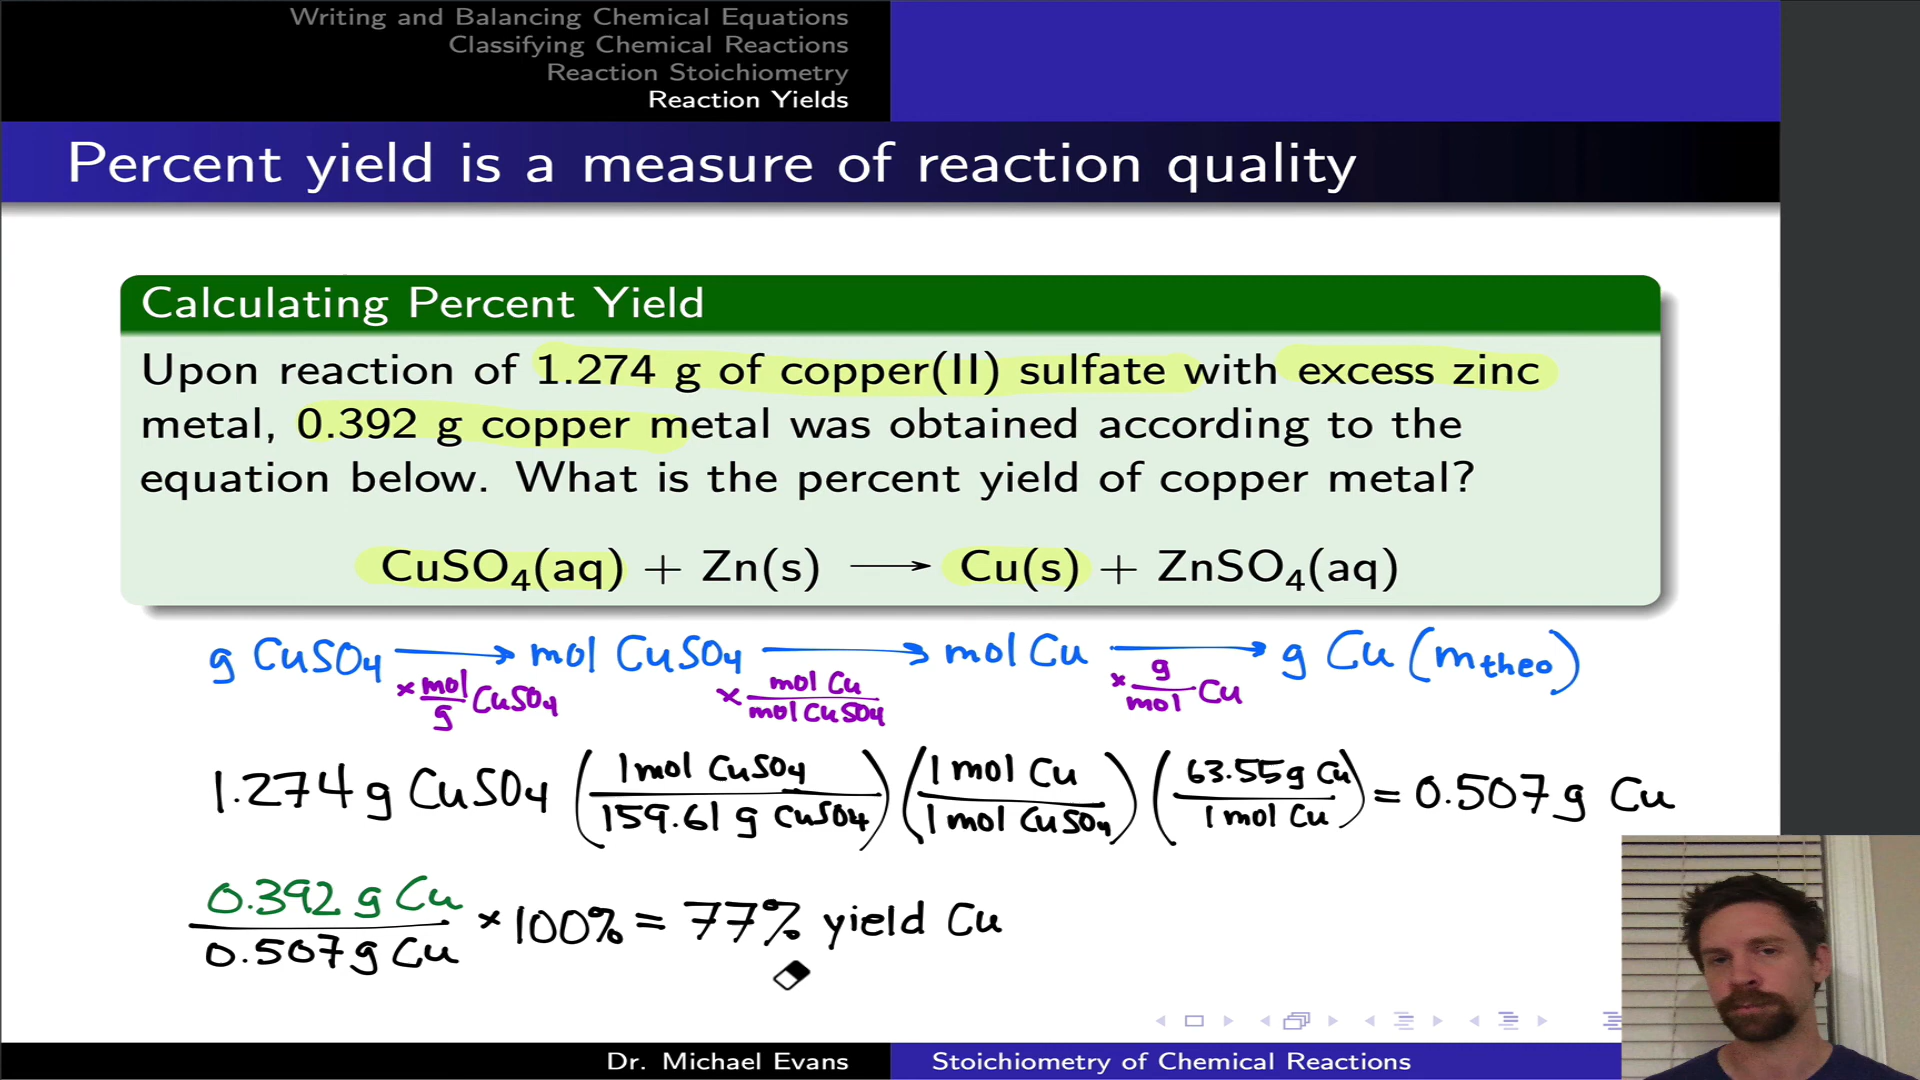 Writing and Balancing Chemical Equations
Classifying Chemical Reactions
Reaction Stoichiometry
Reaction Yields
Percent yield is a measure of reaction quality
Calculating Percent Yield
Upon reaction of 1.274 g of copper(II) sulfate with excess zinc
metal, 0.392 g copper metal was obtained according to the
equation below. What is the percent yield of copper metal?
CuSO₄(aq) + Zn(s) ⟶ Cu(s) + ZnSO₄(aq)
g CuSO₄ ⟶ mol CuSO₄ ⟶ mol Cu ⟶ g Cu (m_theo)
× mol/g CuSO₄ × mol Cu/mol CuSO₄ × g/mol Cu
1.274 g CuSO₄ (1 mol CuSO₄/159.61 g CuSO₄) (1 mol Cu/1 mol CuSO₄) (63.55 g Cu/1 mol Cu) = 0.507 g Cu
0.392 g Cu/0.507 g Cu × 100% = 77% yield Cu
Dr. Michael Evans Stoichiometry of Chemical Reactions